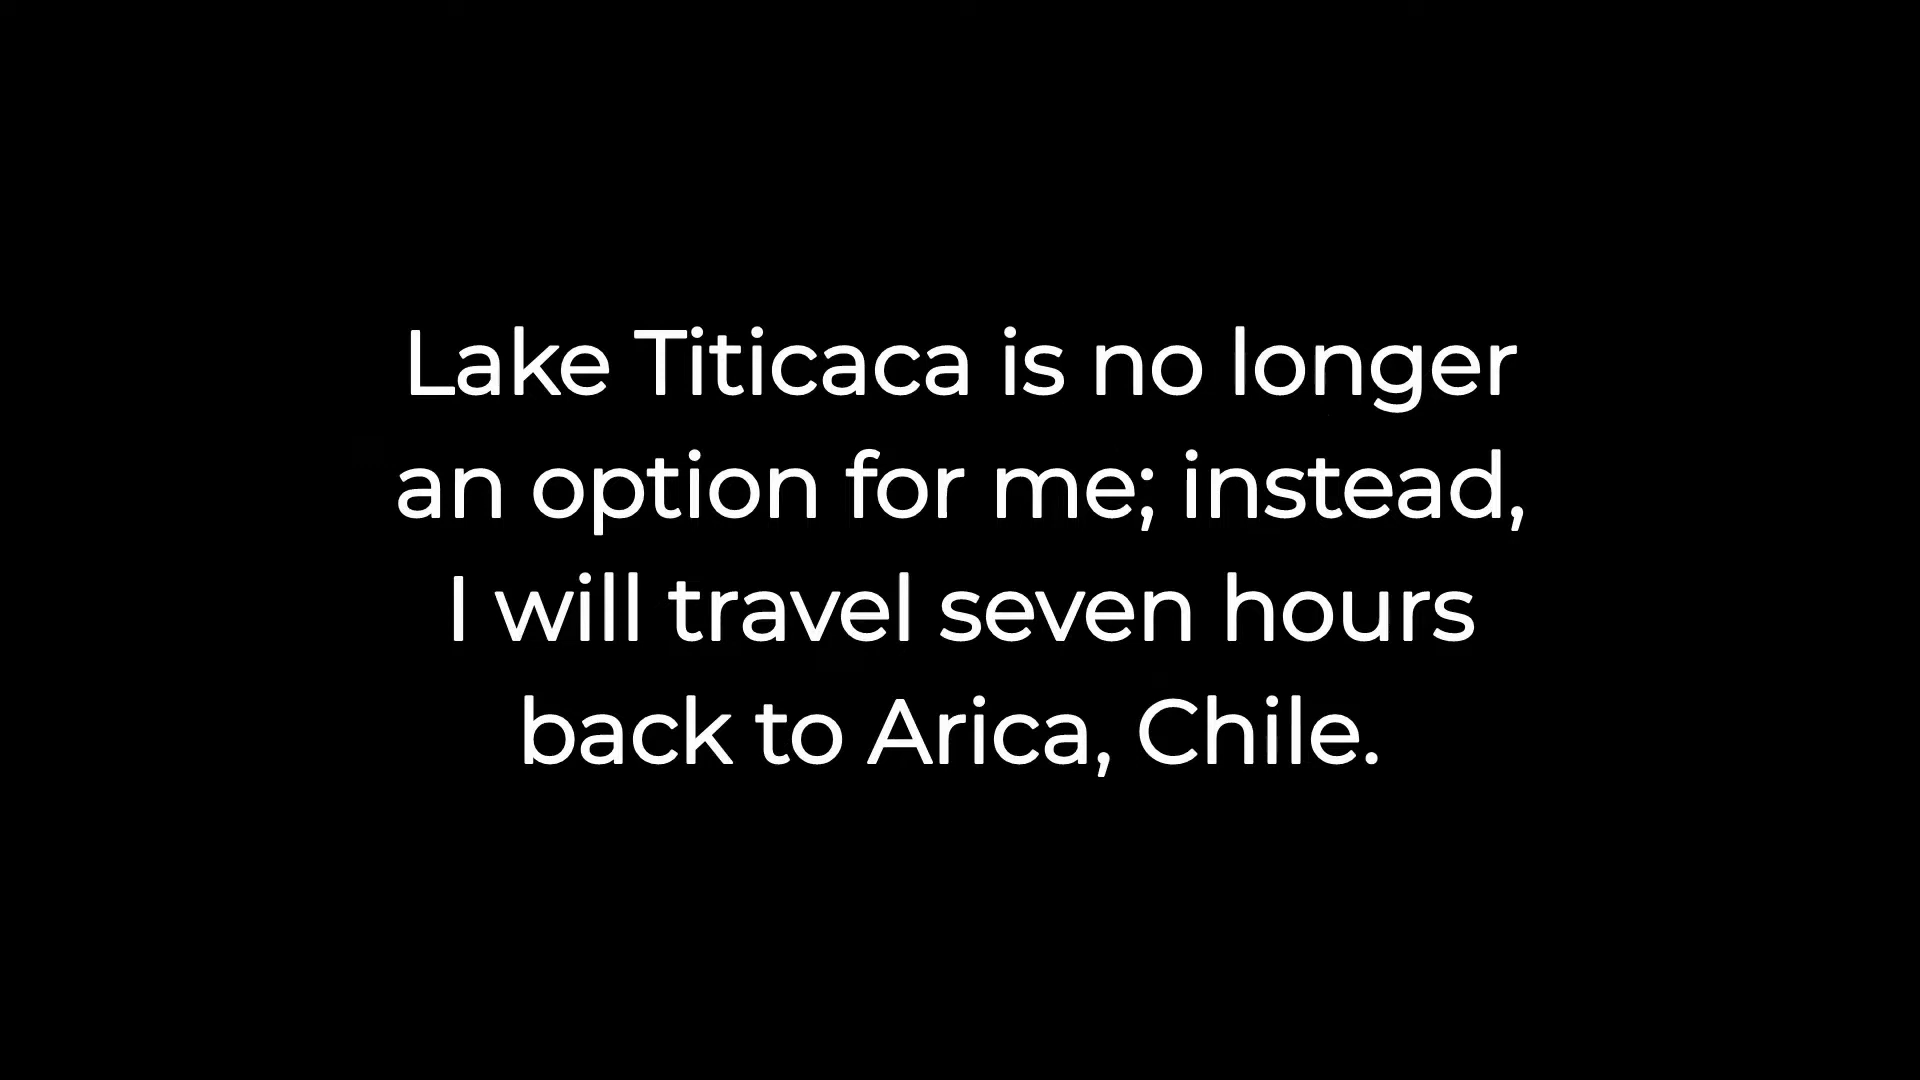 Lake Titicaca is no longer
an option for me; instead,
I will travel seven hours
back to Arica, Chile.